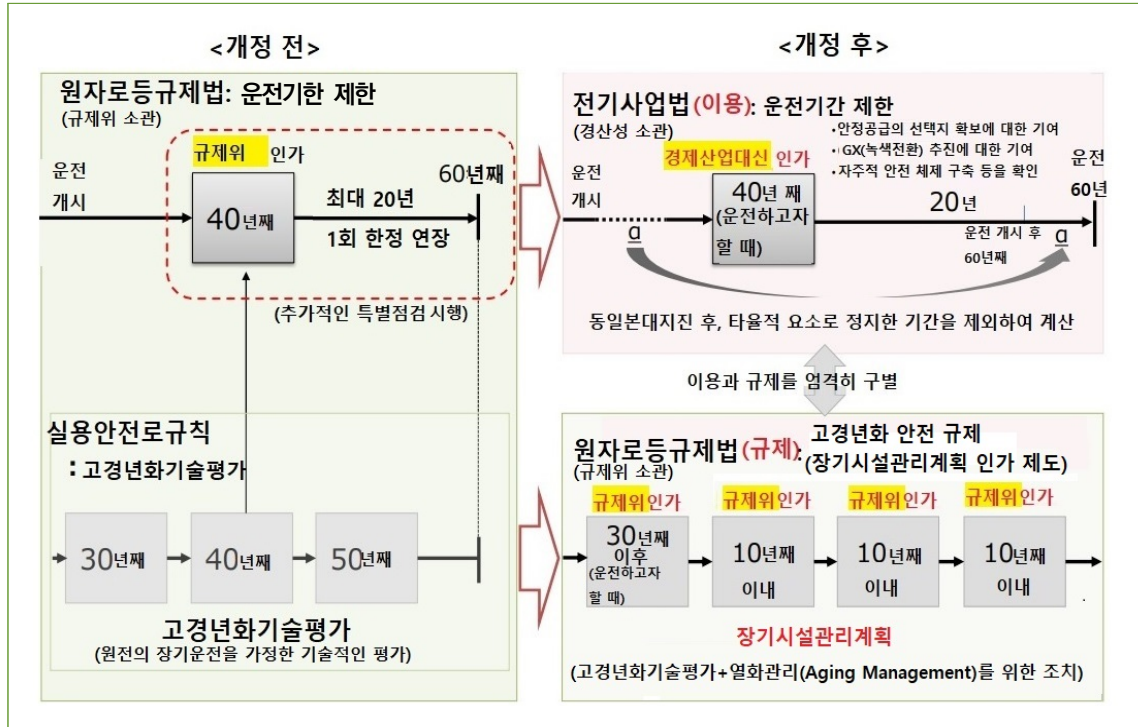 <개정 전>
원자로등규제법: 운전기한 제한
(규제위 소관)
규제위 인가
운전
개시
40년째
최대 20년
1회 한정 연장
60년째
(추가적인 특별점검 시행)
실용안전로규칙
: 고경년화기술평가
30년째
40년째
50년째
고경년화기술평가
(원전의 장기운전을 가정한 기술적인 평가)
<개정 후>
전기사업법(이용): 운전기간 제한
(경산성 소관)
•안정공급의 선택지 확보에 대한 기여
•GX(녹색전환) 추진에 대한 기여
•자주적 안전 체제 구축 등을 확인
경제산업대신 인가
운전
개시
a
40년 째
(운전하고자
할 때)
20년
운전 개시 후
60년째
a
운전
60년
동일본대지진 후, 타율적 요소로 정지한 기간을 제외하여 계산
이용과 규제를 엄격히 구별
원자로등규제법(규제): 고경년화 안전 규제
(장기시설관리계획 인가 제도)
(규제위 소관)
규제위인가
규제위인가
규제위인가
규제위인가
30년째
이후
(운전하고자
할 때)
10년째
이내
10년째
이내
10년째
이내
장기시설관리계획
(고경년화기술평가+열화관리(Aging Management)를 위한 조치)